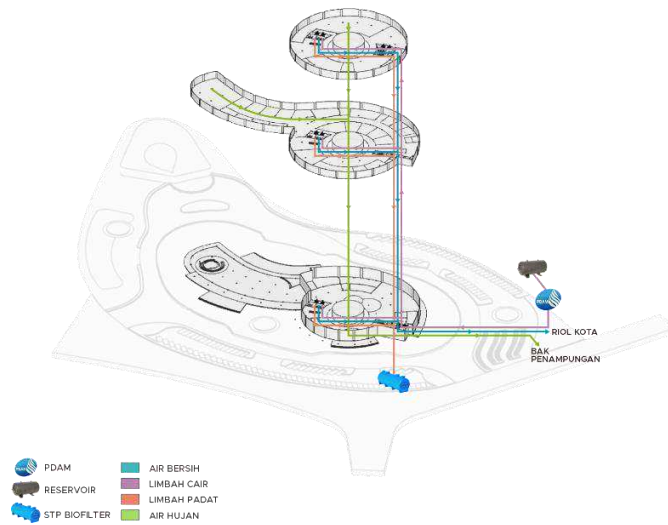 RIOL KOTA
BAK
PENAMPUNGAN
PDAM
RESERVOIR
STP BIOFILTER
AIR BERSIH
LIMBAH CAIR
LIMBAH PADAT
AIR HUJAN